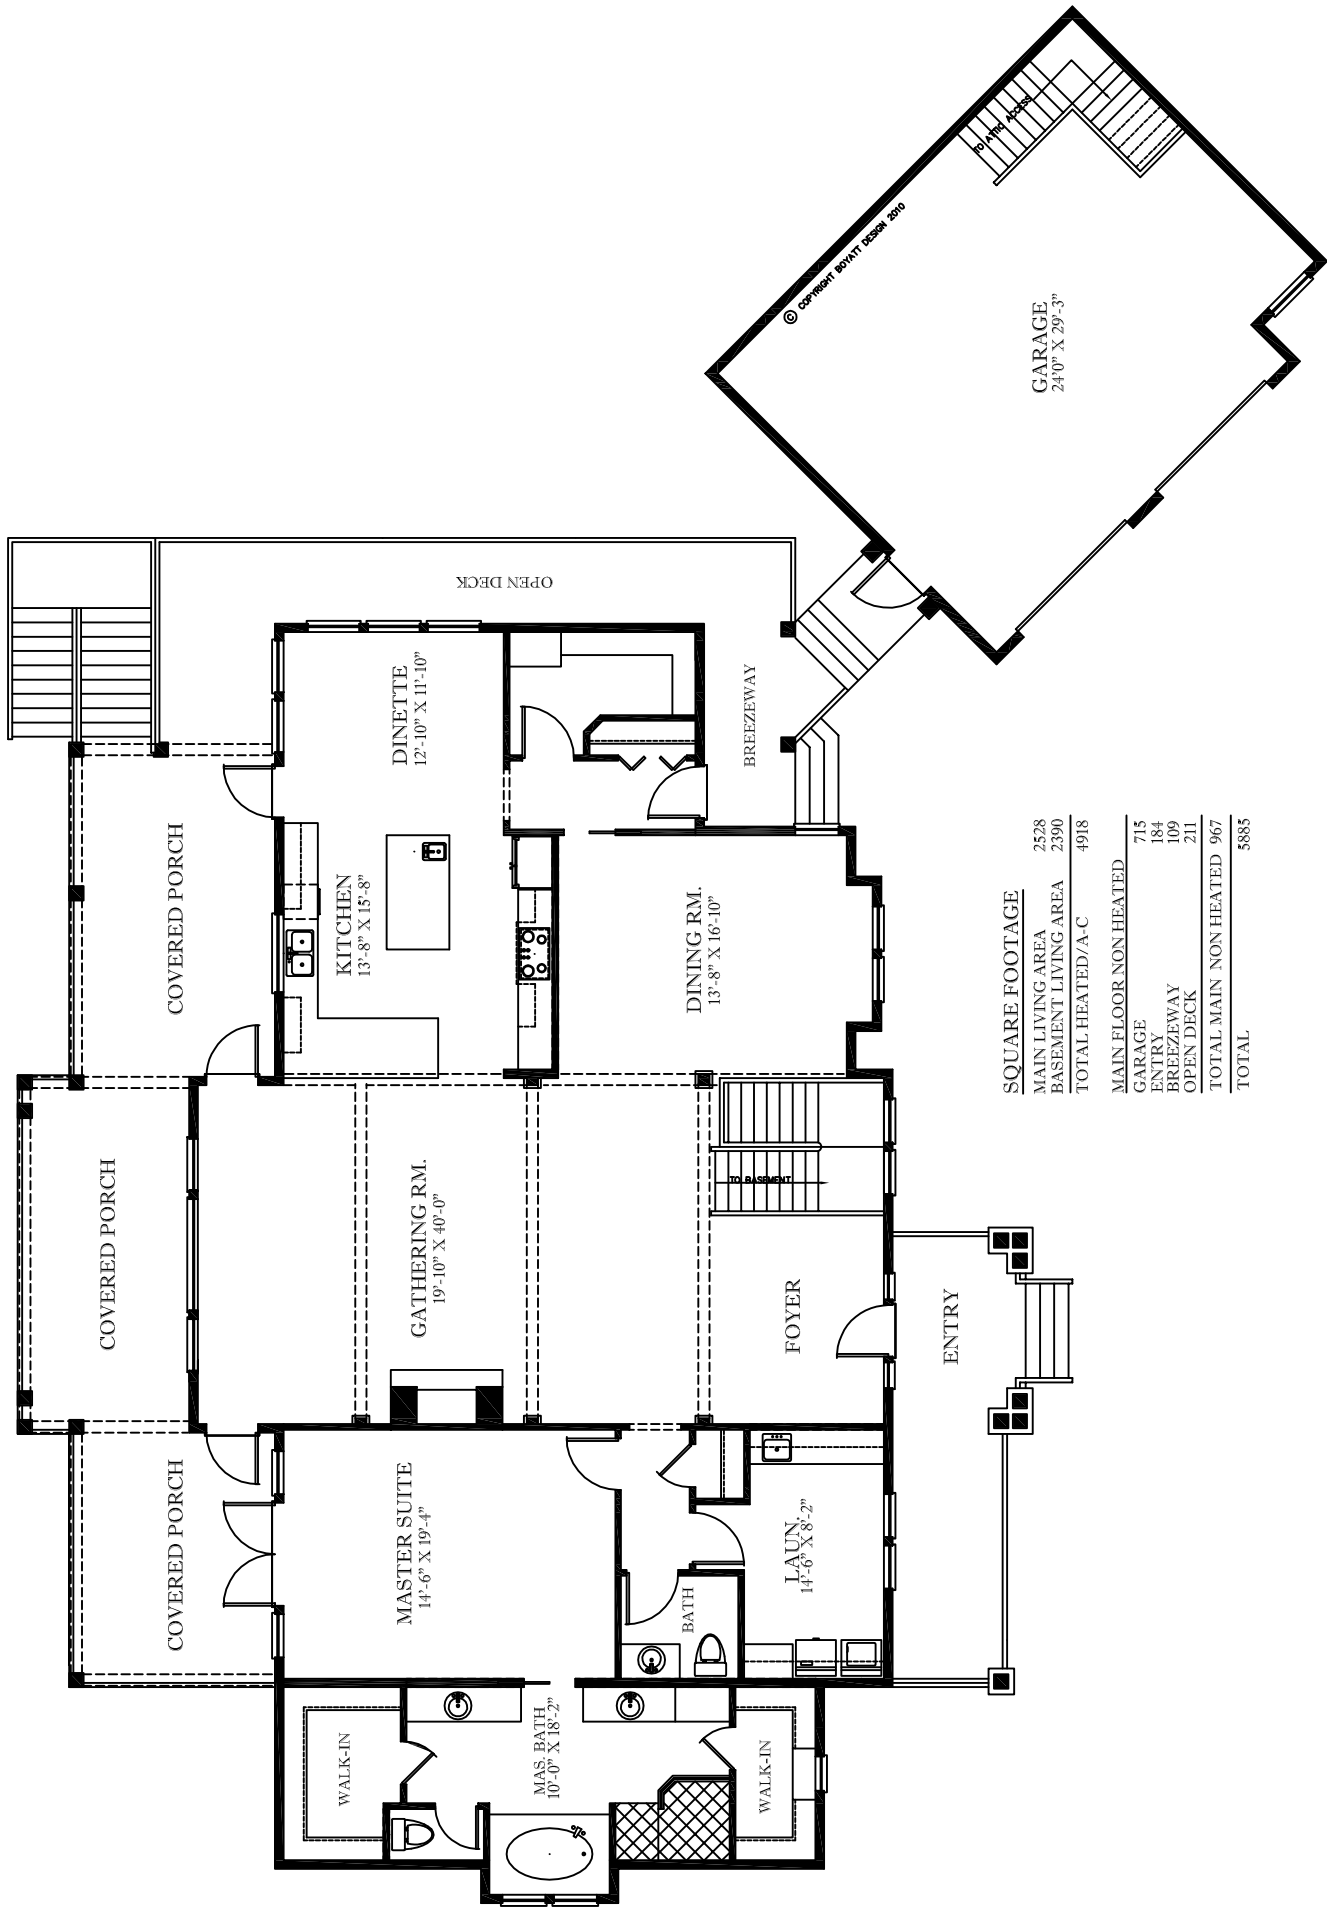 COVERED PORCH
COVERED PORCH
COVERED PORCH
OPEN DECK
DINETTE
12'-10" X 11'-10"
KITCHEN
13'-8" X 15'-8"
BREEZEWAY
DINING RM.
13'-8" X 16'-10"
GATHERING RM.
19'-10" X 40'-0"
TO BASEMENT
FOYER
ENTRY
MASTER SUITE
14'-6" X 19'-4"
BATH
LAUN.
14'-6" X 8'-2"
WALK-IN
MAS. BATH
10'-0" X 18'-2"
WALK-IN
GARAGE
24'0" X 29'-3"
TO ATTIC ACCESS
© COPYRIGHT BOYATT DESIGN 2010
SQUARE FOOTAGE
MAIN LIVING AREA 2528
BASEMENT LIVING AREA 2390
TOTAL HEATED/A-C 4918
MAIN FLOOR NON HEATED
GARAGE 715
ENTRY 184
BREEZEWAY 109
OPEN DECK 211
TOTAL MAIN NON HEATED 967
TOTAL 5885